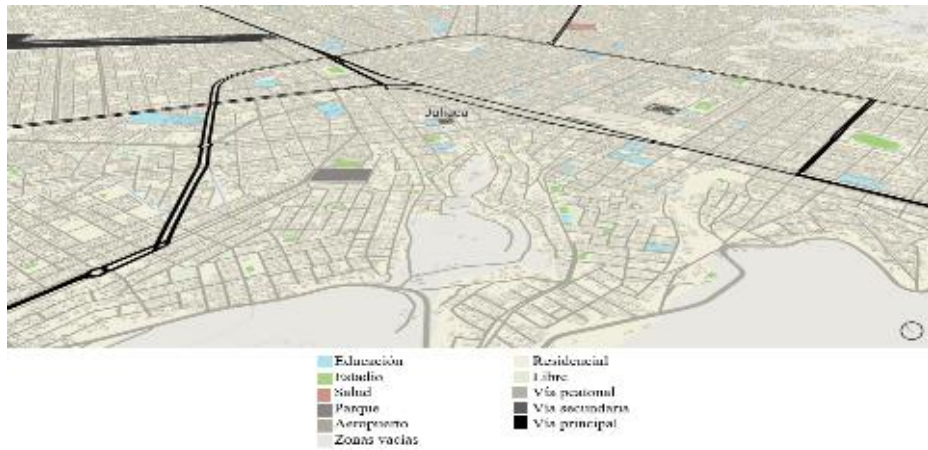 Juliaca
Educación
Estadio
Salud
Parque
Aeropuerto
Zonas vacías
Residencial
Libre
Vía peatonal
Vía secundaria
Vía principal